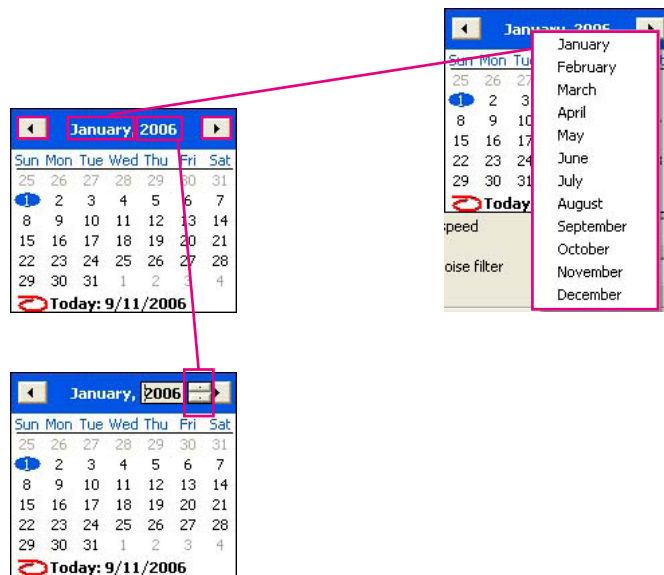 January, 2006
Sun Mon Tue Wed Thu Fri Sat
25 26 27 28 29 30 31
1 2 3 4 5 6 7
8 9 10 11 12 13 14
15 16 17 18 19 20 21
22 23 24 25 26 27 28
29 30 31 1 2 3 4
Today: 9/11/2006
January, 2006
Sun Mon
25 26 27
1 2 3
8 9 10
15 16 17
22 23 24
29 30 31
Today
speed
oise filter
January
February
March
April
May
June
July
August
September
October
November
December
January, 2006
Sun Mon Tue Wed Thu Fri Sat
25 26 27 28 29 30 31
1 2 3 4 5 6 7
8 9 10 11 12 13 14
15 16 17 18 19 20 21
22 23 24 25 26 27 28
29 30 31 1 2 3 4
Today: 9/11/2006